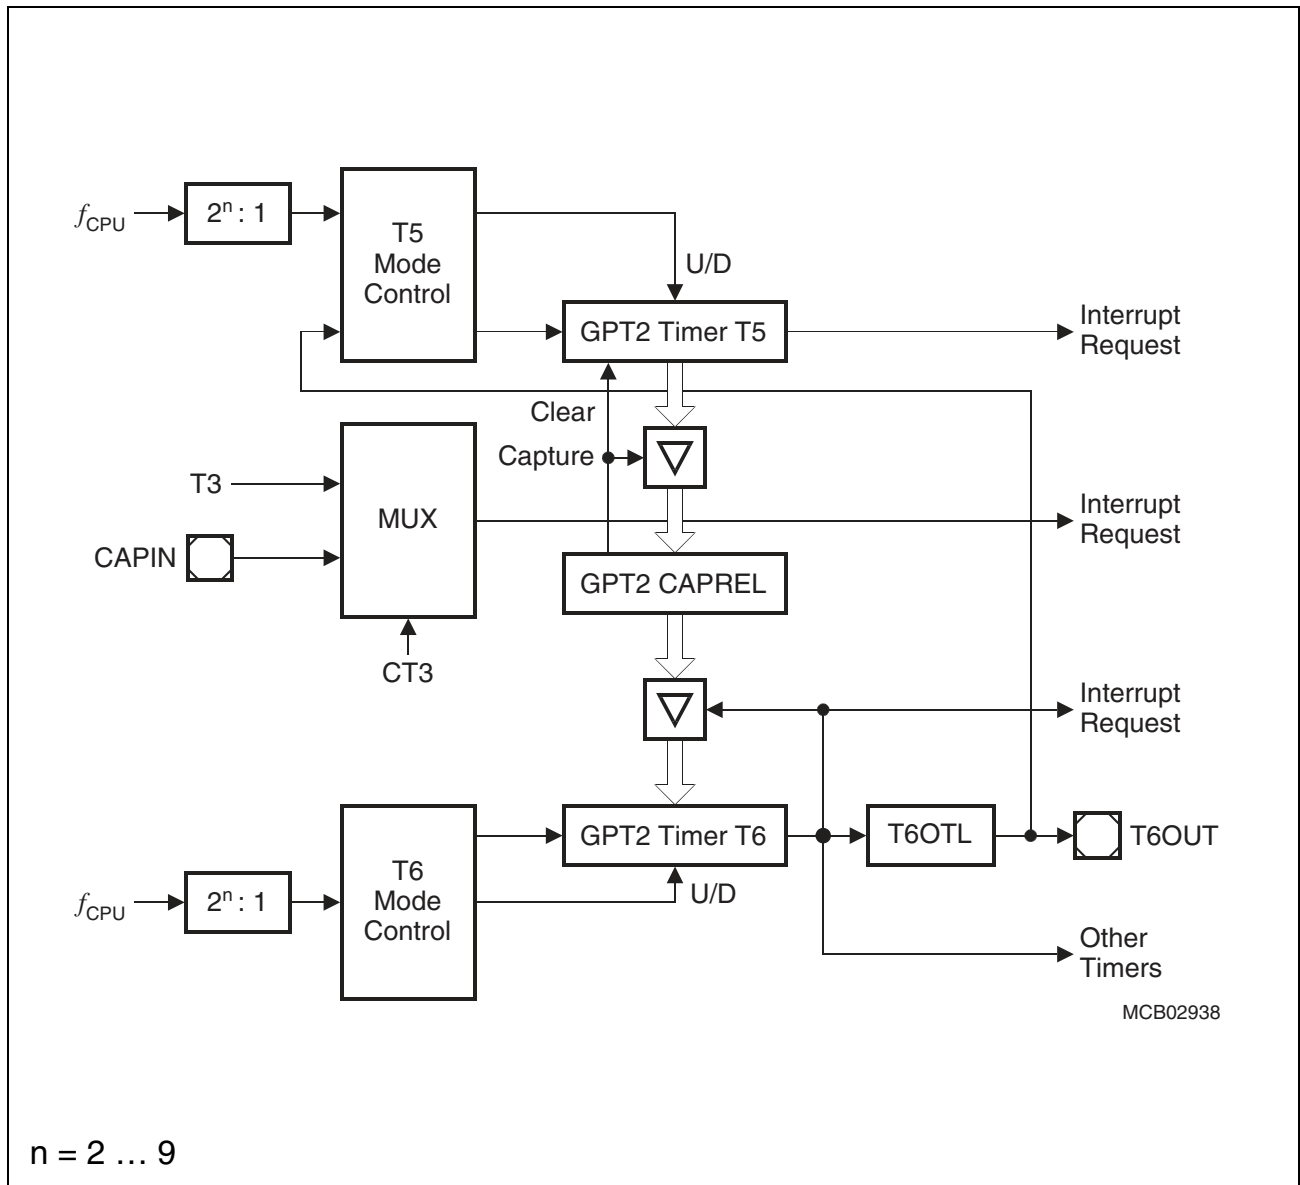 fCPU
2ⁿ : 1
T5
Mode
Control
U/D
GPT2 Timer T5
Interrupt
Request
Clear
Capture
T3
CAPIN
MUX
CT3
Interrupt
Request
GPT2 CAPREL
Interrupt
Request
fCPU
2ⁿ : 1
T6
Mode
Control
GPT2 Timer T6
U/D
T6OTL
T6OUT
Other
Timers
MCB02938
n = 2 … 9